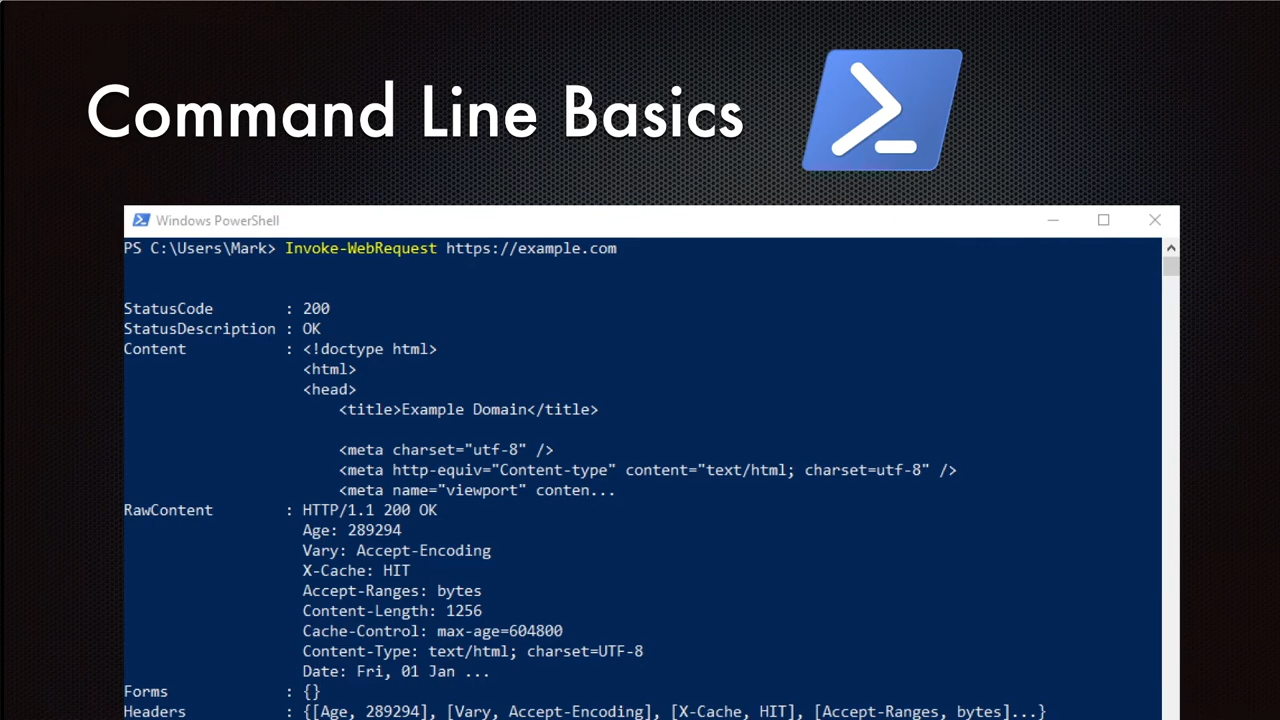 Command Line Basics
Windows PowerShell
PS C:\Users\Mark> Invoke-WebRequest https://example.com
StatusCode : 200
StatusDescription : OK
Content : <!doctype html>
<html>
<head>
<title>Example Domain</title>
<meta charset="utf-8" />
<meta http-equiv="Content-type" content="text/html; charset=utf-8" />
<meta name="viewport" conten...
RawContent : HTTP/1.1 200 OK
Age: 289294
Vary: Accept-Encoding
X-Cache: HIT
Accept-Ranges: bytes
Content-Length: 1256
Cache-Control: max-age=604800
Content-Type: text/html; charset=UTF-8
Date: Fri, 01 Jan ...
Forms : {}
Headers : {[Age, 289294], [Vary, Accept-Encoding], [X-Cache, HIT], [Accept-Ranges, bytes]...}